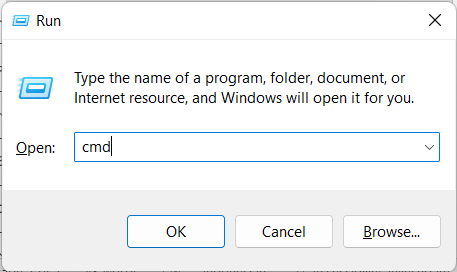 Run
Type the name of a program, folder, document, or
Internet resource, and Windows will open it for you.
Open: cmd
OK Cancel Browse...